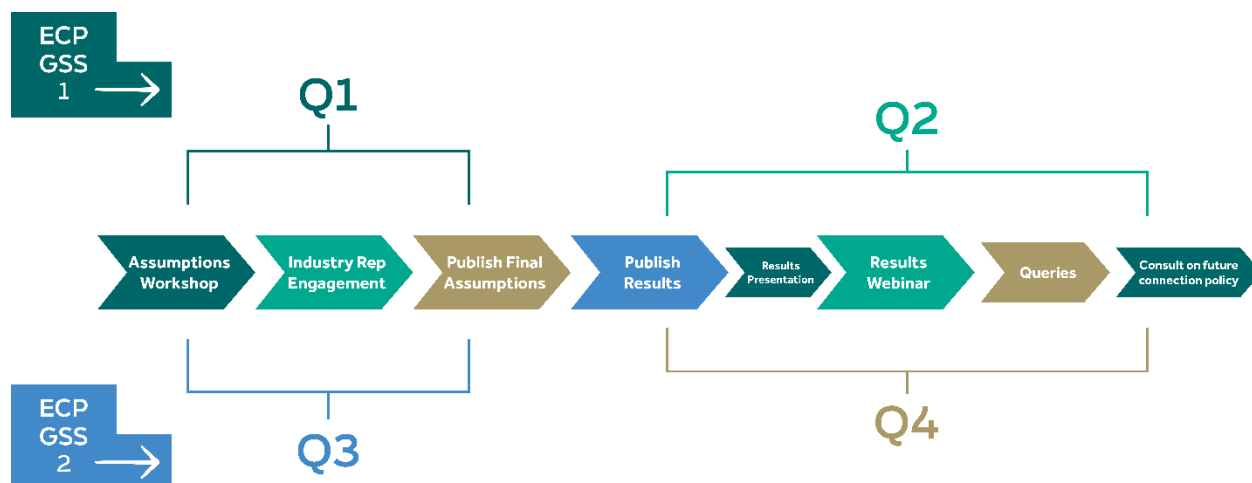 ECP
GSS
1
Q1
Q2
Assumptions
Workshop
Industry Rep
Engagement
Publish Final
Assumptions
Publish
Results
Results
Presentation
Results
Webinar
Queries
Consult on future
connection policy
ECP
GSS
2
Q3
Q4